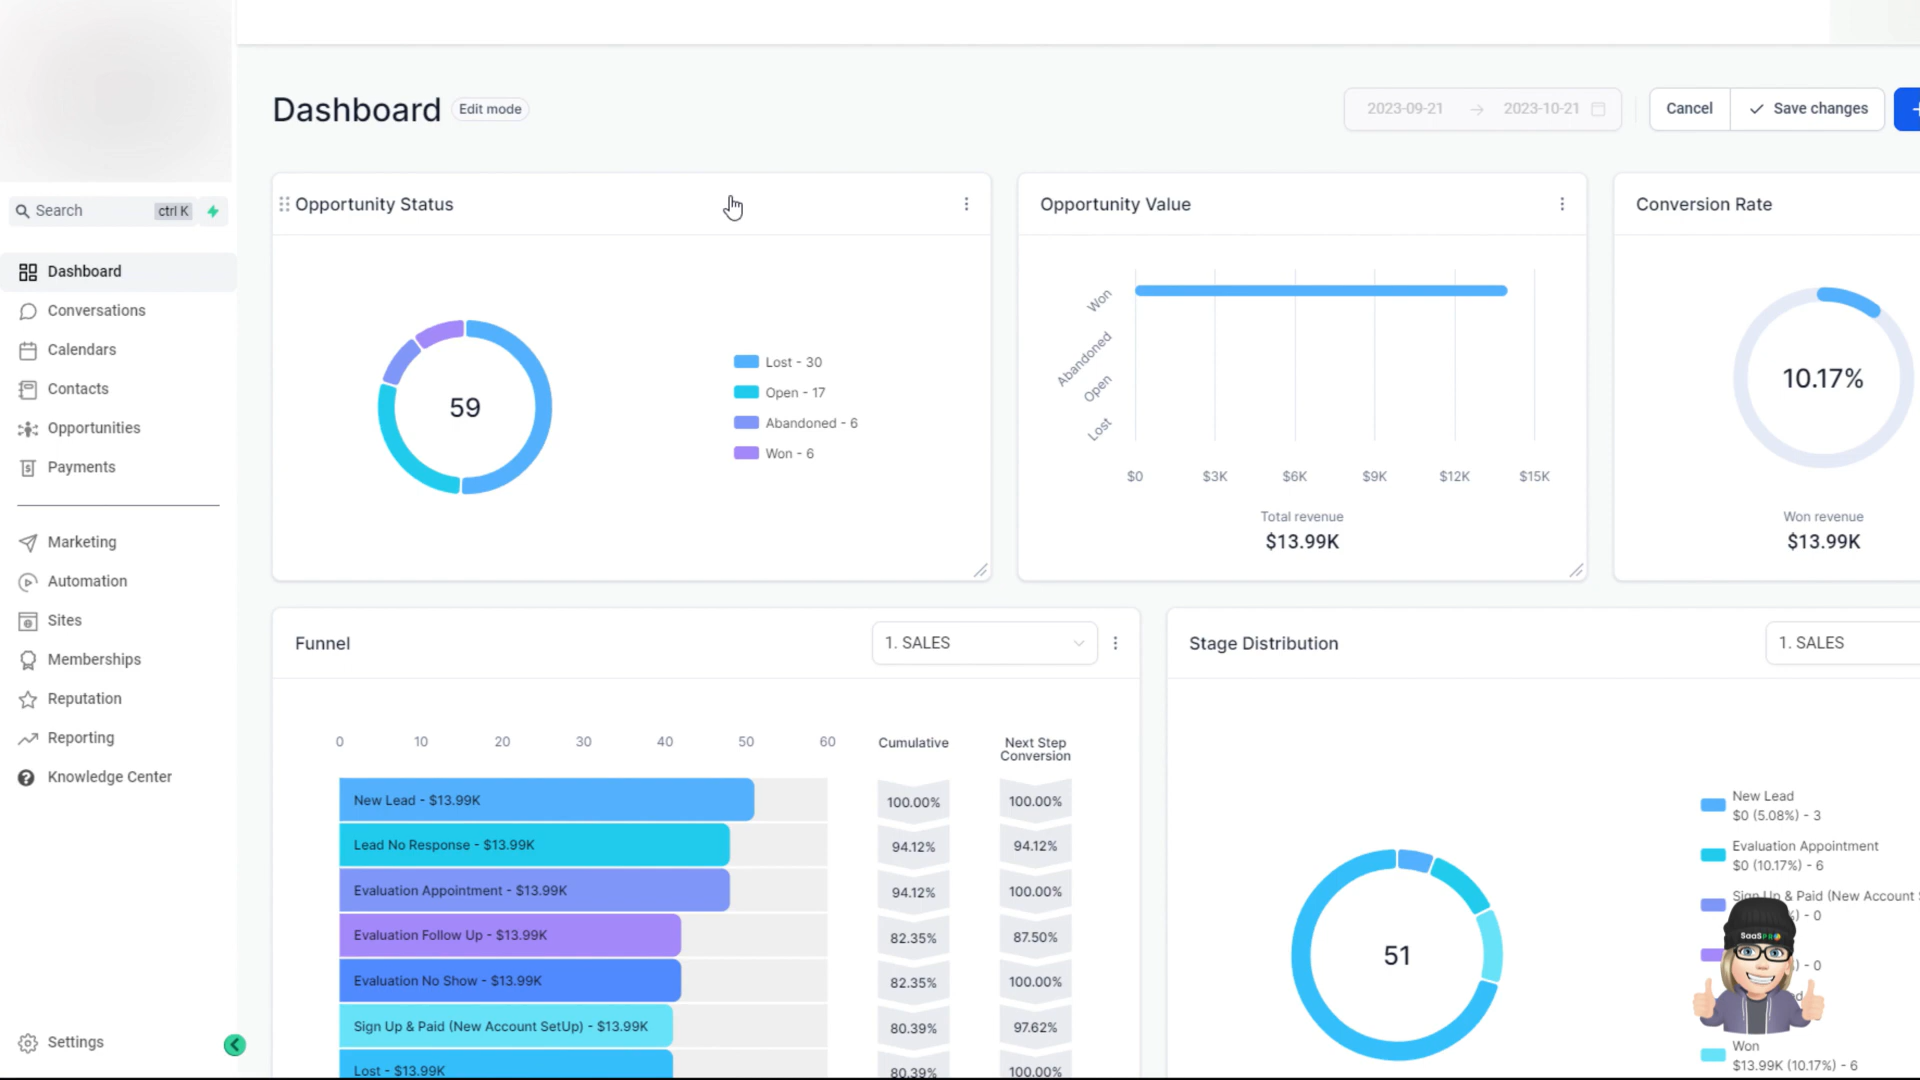 Dashboard
Edit mode
2023-09-21 → 2023-10-21
Cancel
Save changes
Search
ctrl K
Dashboard
Conversations
Calendars
Contacts
Opportunities
Payments
Marketing
Automation
Sites
Memberships
Reputation
Reporting
Knowledge Center
Settings
Opportunity Status
59
Lost - 30
Open - 17
Abandoned - 6
Won - 6
Opportunity Value
Won
Abandoned
Open
Lost
$0 $3K $6K $9K $12K $15K
Total revenue
$13.99K
Conversion Rate
10.17%
Won revenue
$13.99K
Funnel
1. SALES
0 10 20 30 40 50 60
Cumulative
Next Step
Conversion
New Lead - $13.99K 100.00% 100.00%
Lead No Response - $13.99K 94.12% 94.12%
Evaluation Appointment - $13.99K 94.12% 100.00%
Evaluation Follow Up - $13.99K 82.35% 87.50%
Evaluation No Show - $13.99K 82.35% 100.00%
Sign Up & Paid (New Account SetUp) - $13.99K 80.39% 97.62%
Lost - $13.99K 80.39% 100.00%
Stage Distribution
1. SALES
51
New Lead
$0 (5.08%) - 3
Evaluation Appointment
$0 (10.17%) - 6
Sign Up & Paid (New Account
) - 0
) - 0
Won
$13.99K (10.17%) - 6
SaaSPRO